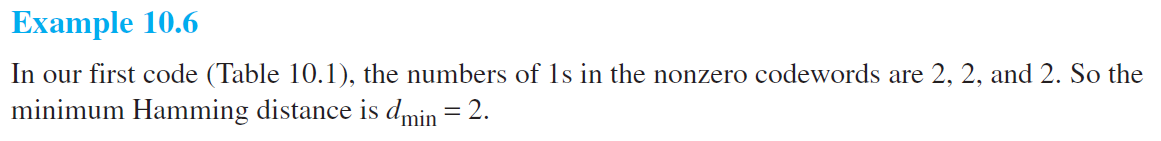 Example 10.6
In our first code (Table 10.1), the numbers of 1s in the nonzero codewords are 2, 2, and 2. So the
minimum Hamming distance is dmin = 2.